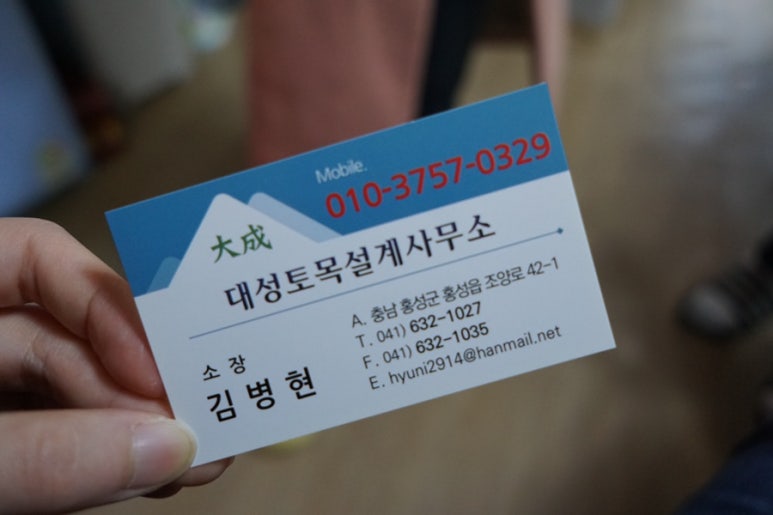 Mobile.
010-3757-0329
大成
대성토목설계사무소
A. 충남 홍성군 홍성읍 조양로 42-1
T. 041) 632-1027
F. 041) 632-1035
E. hyuni2914@hanmail.net
소 장
김 병 현